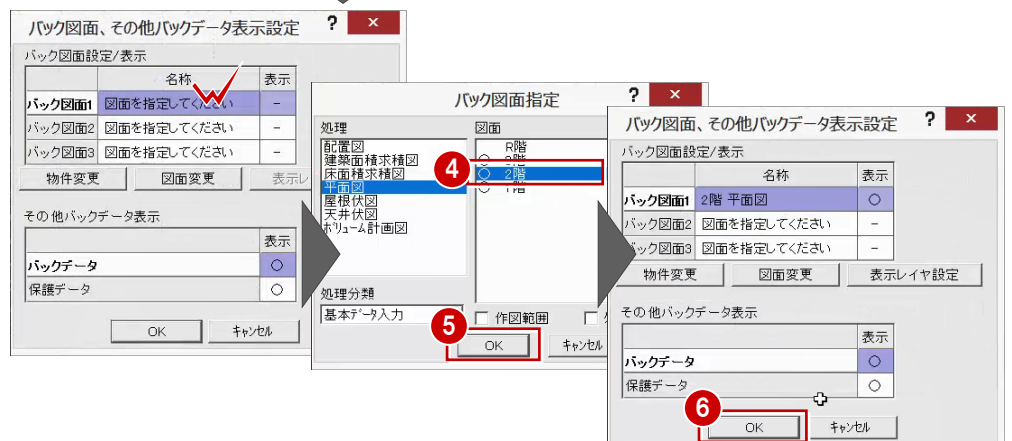 バック図面、その他バックデータ表示設定 ? ×
バック図面設定/表示
名称 表示
バック図面1 図面を指定してください -
バック図面2 図面を指定してください -
バック図面3 図面を指定してください -
物件変更 図面変更 表示レ
その他バックデータ表示
表示
バックデータ ○
保護データ ○
OK キャンセル
バック図面指定 ? ×
処理 図面
配置図
建築面積求積図
床面積求積図
平面図
屋根伏図
天井伏図
ボリューム計画図
R階
4
○ 2階
処理分類
基本データ入力
作図範囲
5
OK キャンセル
バック図面、その他バックデータ表示設定 ? ×
バック図面設定/表示
名称 表示
バック図面1 2階 平面図 ○
バック図面2 図面を指定してください -
バック図面3 図面を指定してください -
物件変更 図面変更 表示レイヤ設定
その他バックデータ表示
表示
バックデータ ○
保護データ ○
6
OK キャンセル